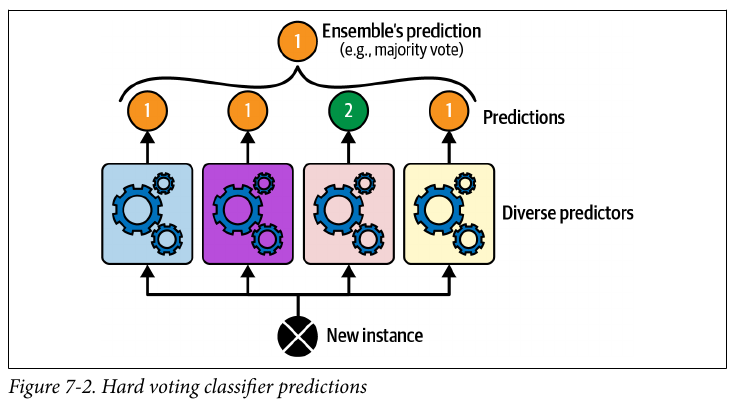 Ensemble's prediction
(e.g., majority vote)
1
1
1
2
1
Predictions
Diverse predictors
New instance
Figure 7-2. Hard voting classifier predictions